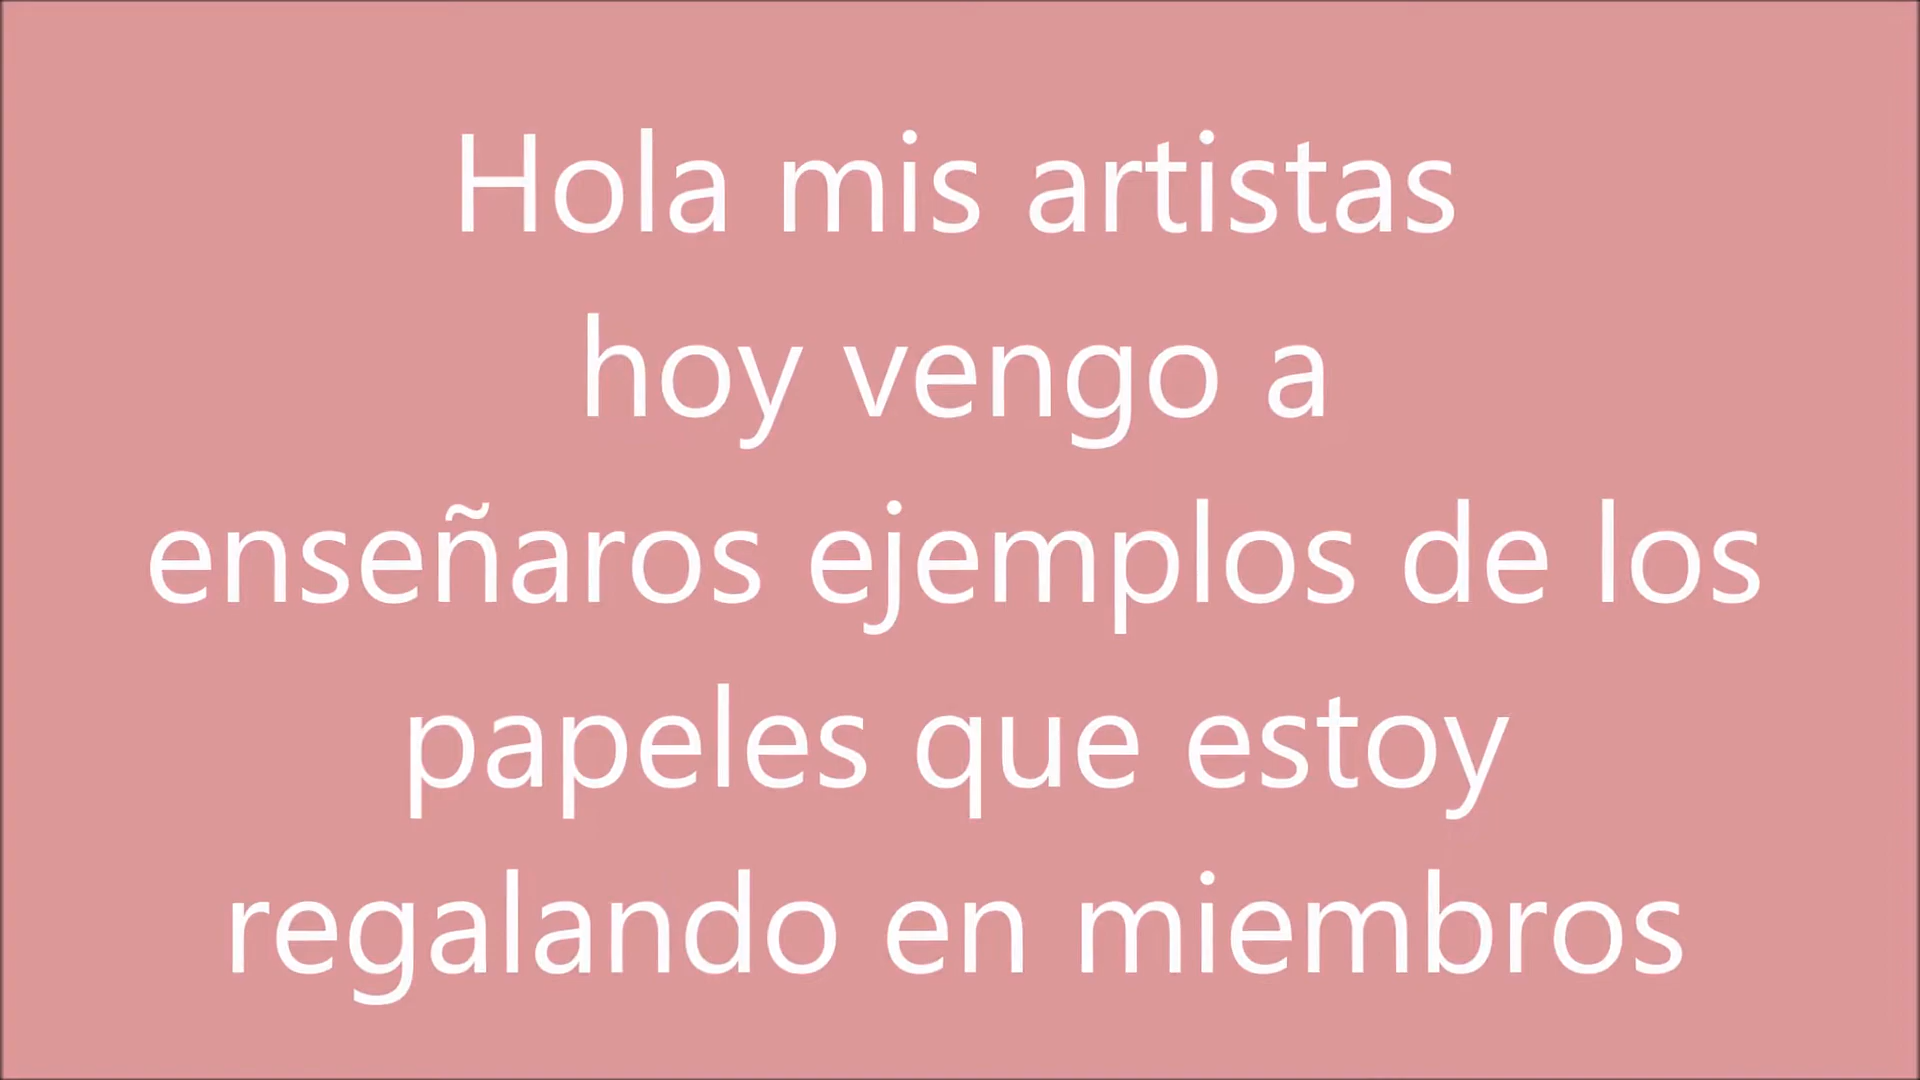 Hola mis artistas
hoy vengo a
enseñaros ejemplos de los
papeles que estoy
regalando en miembros